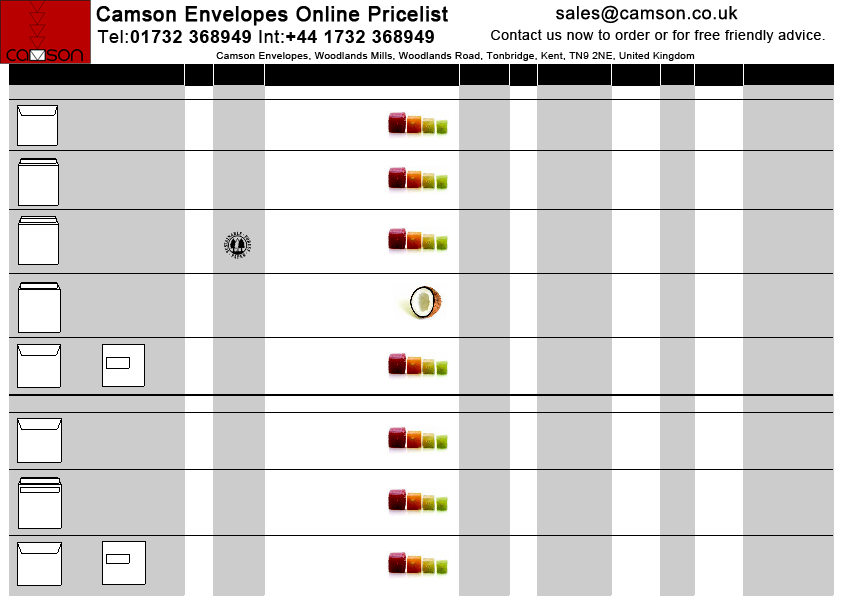 camson
Camson Envelopes Online Pricelist
Tel:01732 368949 Int:+44 1732 368949
sales@camson.co.uk
Contact us now to order or for free friendly advice.
Camson Envelopes, Woodlands Mills, Woodlands Road, Tonbridge, Kent, TN9 2NE, United Kingdom